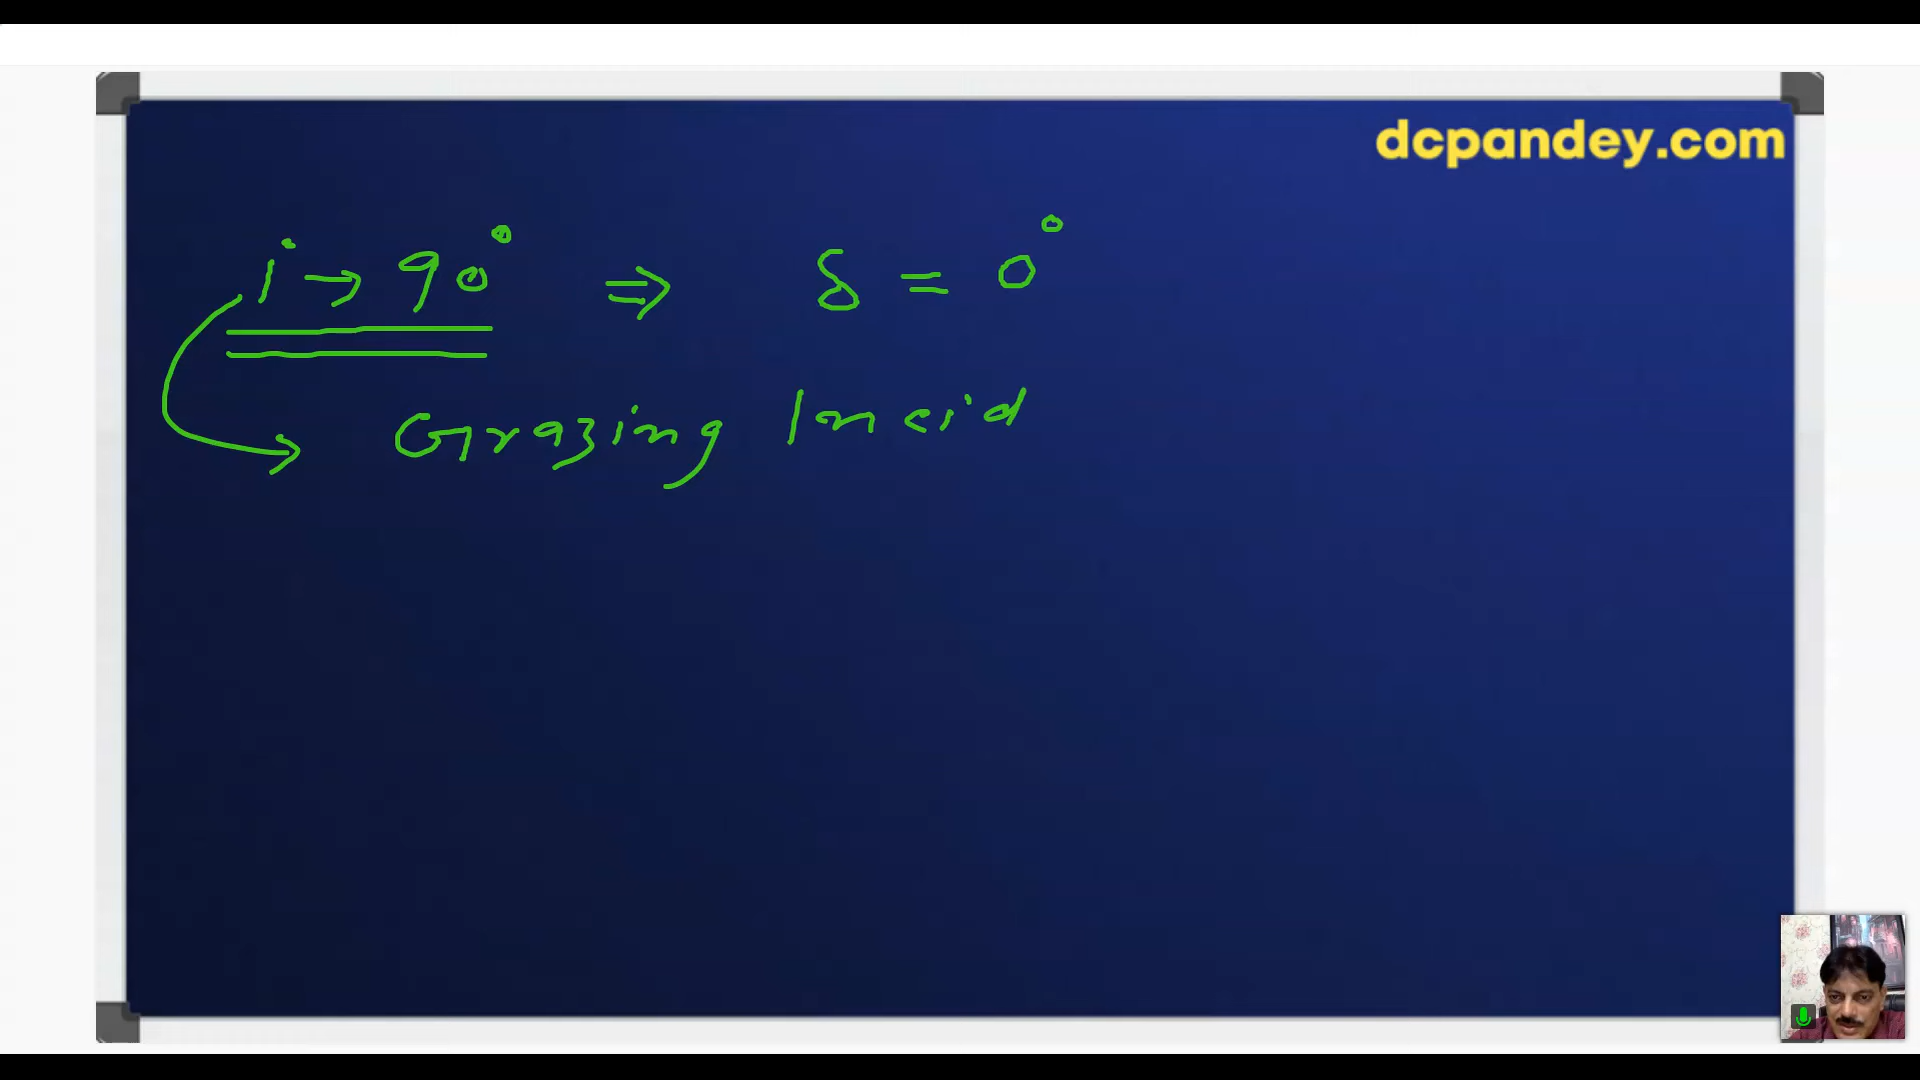 dcpandey.com
i → 90° ⇒ δ = 0°
Grazing Incid